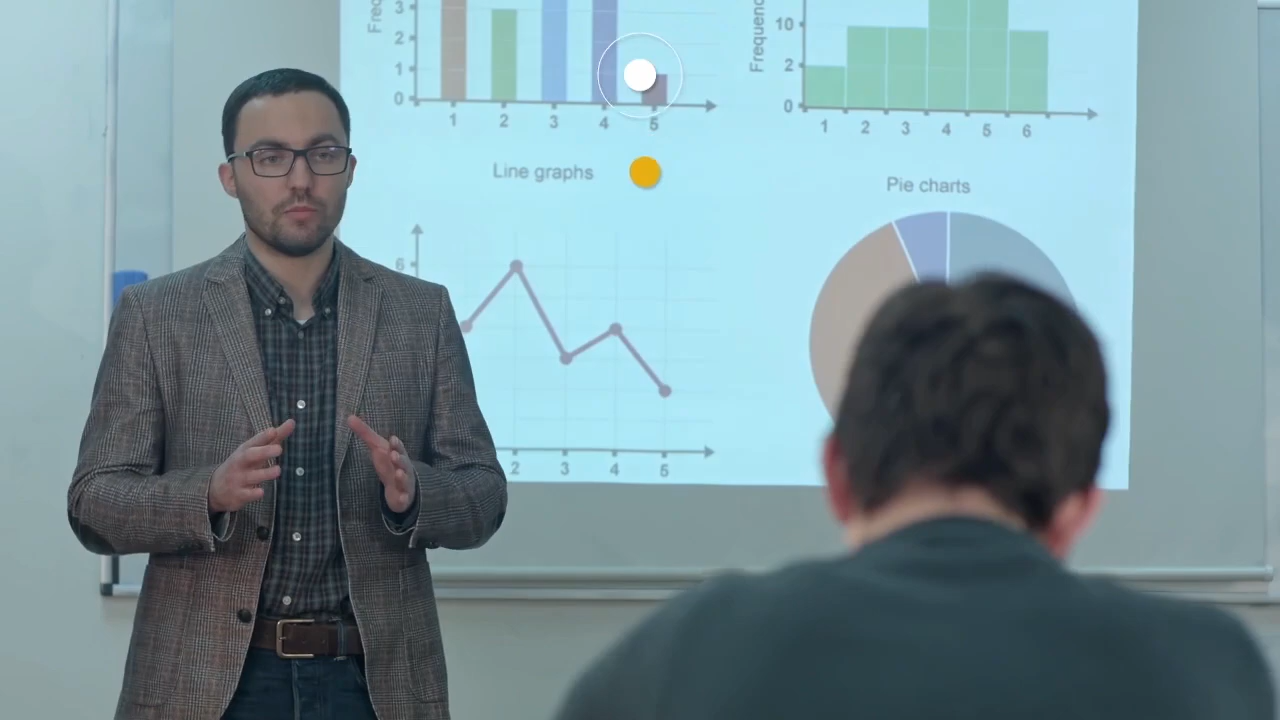 Freq
3
2
1
0
1 2 3 4 5
Frequenc
10
2
0
1 2 3 4 5 6
Line graphs
6
2 3 4 5
Pie charts